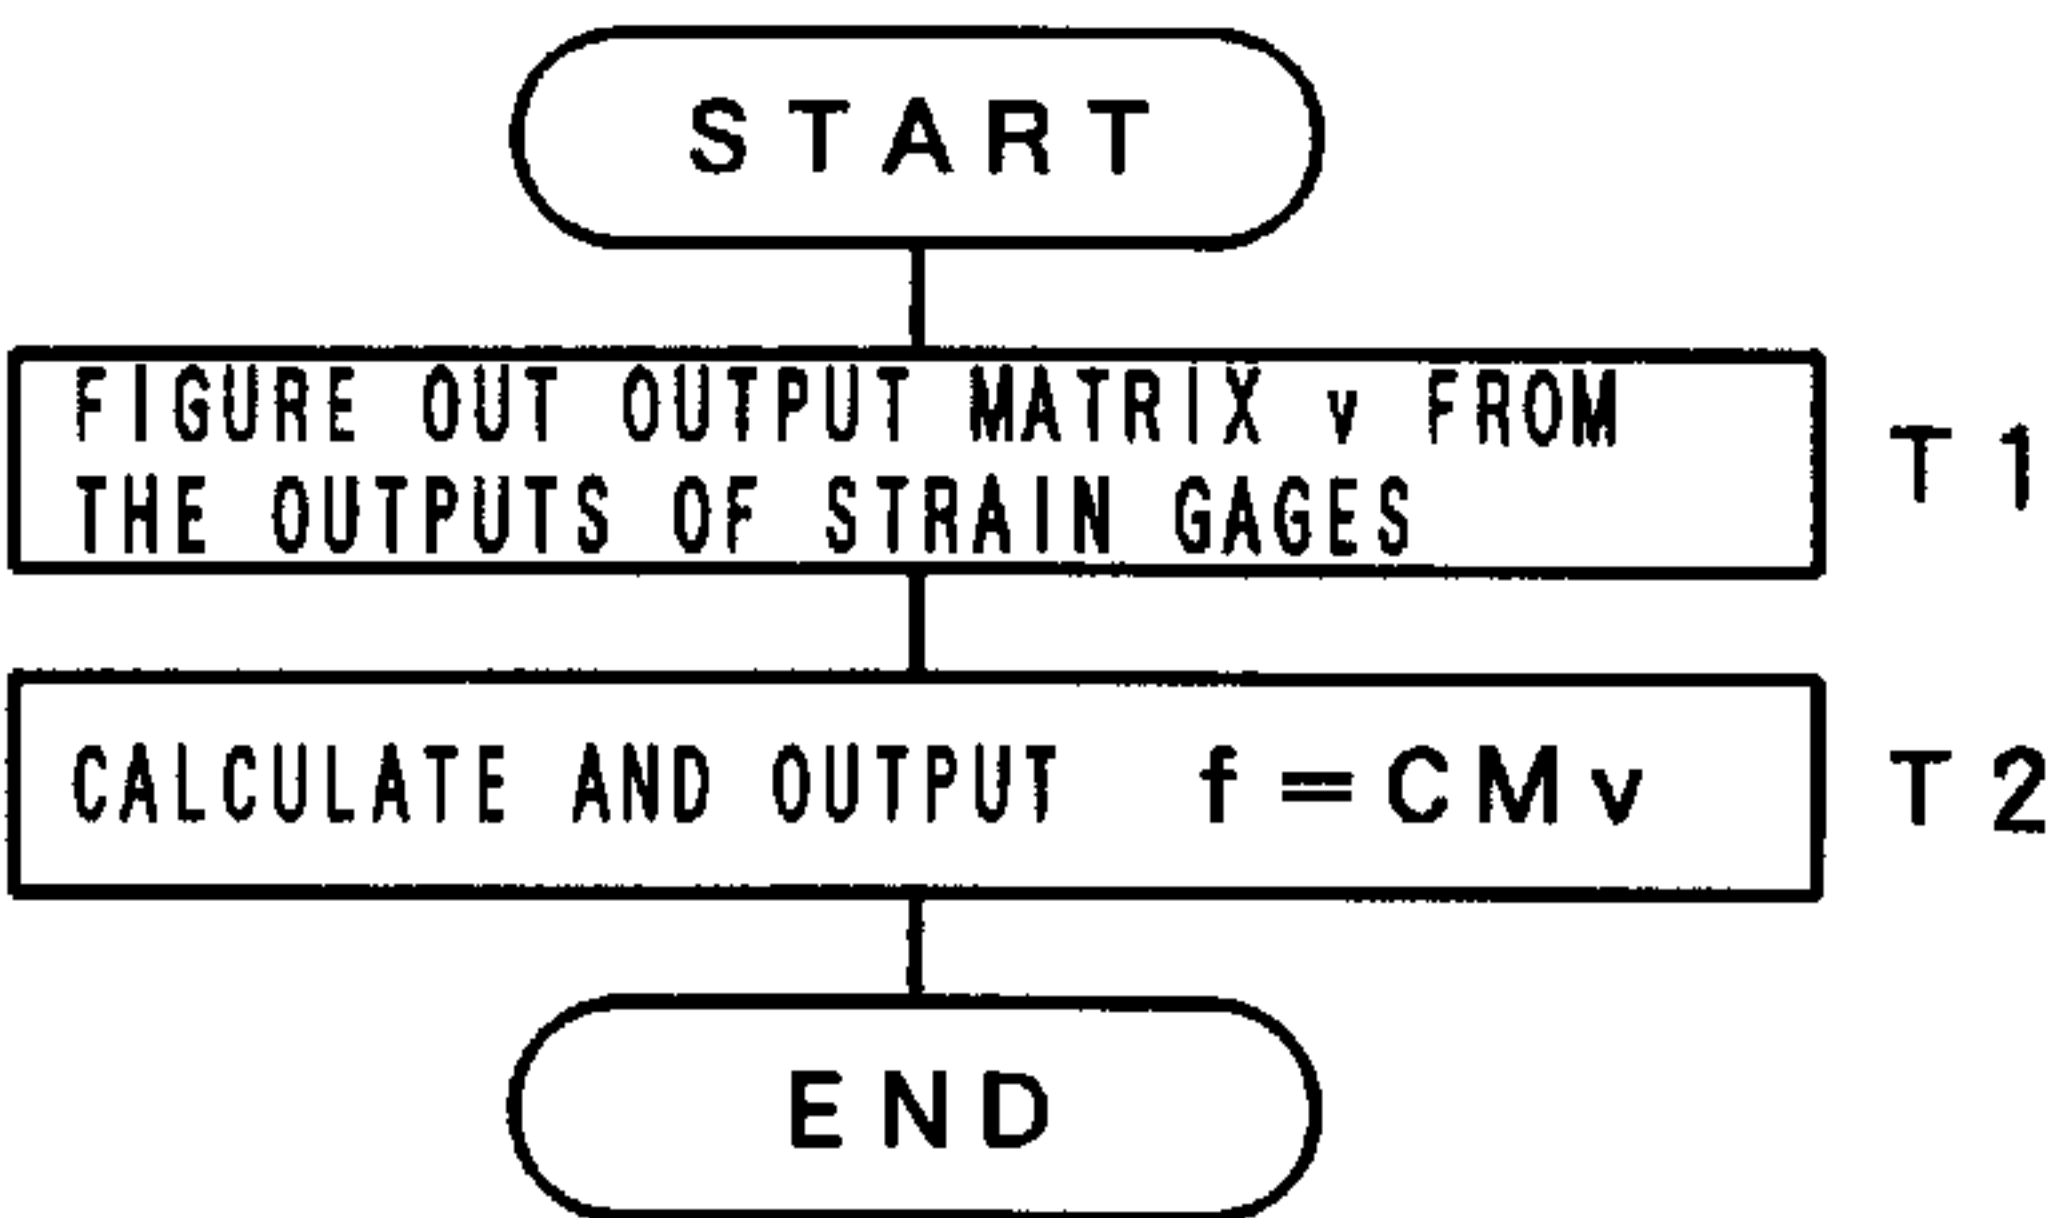 START
FIGURE OUT OUTPUT MATRIX v FROM
THE OUTPUTS OF STRAIN GAGES
T1
CALCULATE AND OUTPUT f=CMv
T2
END